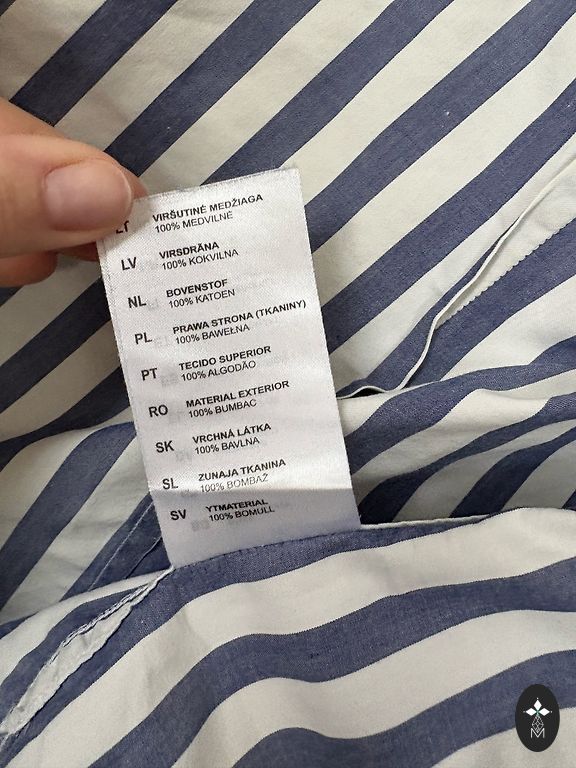 LT VIRŠUTINĖ MEDŽIAGA
100% MEDVILNĖ
LV VIRSDRĀNA
100% KOKVILNA
NL BOVENSTOF
100% KATOEN
PL PRAWA STRONA (TKANINY)
100% BAWEŁNA
PT TECIDO SUPERIOR
100% ALGODÃO
RO MATERIAL EXTERIOR
100% BUMBAC
SK VRCHNÁ LÁTKA
100% BAVLNA
SL ZUNAJA TKANINA
100% BOMBAŽ
SV YTMATERIAL
100% BOMULL
M